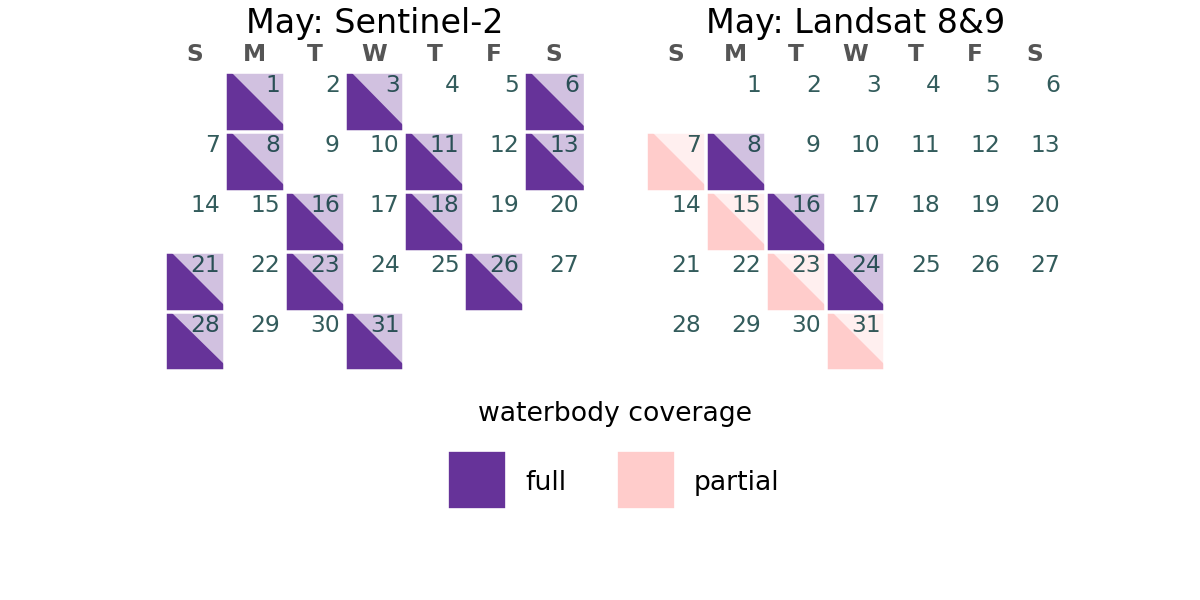 May: Sentinel-2
S M T W T F S
1 2 3 4 5 6
7 8 9 10 11 12 13
14 15 16 17 18 19 20
21 22 23 24 25 26 27
28 29 30 31
May: Landsat 8&9
S M T W T F S
1 2 3 4 5 6
7 8 9 10 11 12 13
14 15 16 17 18 19 20
21 22 23 24 25 26 27
28 29 30 31
waterbody coverage
full partial